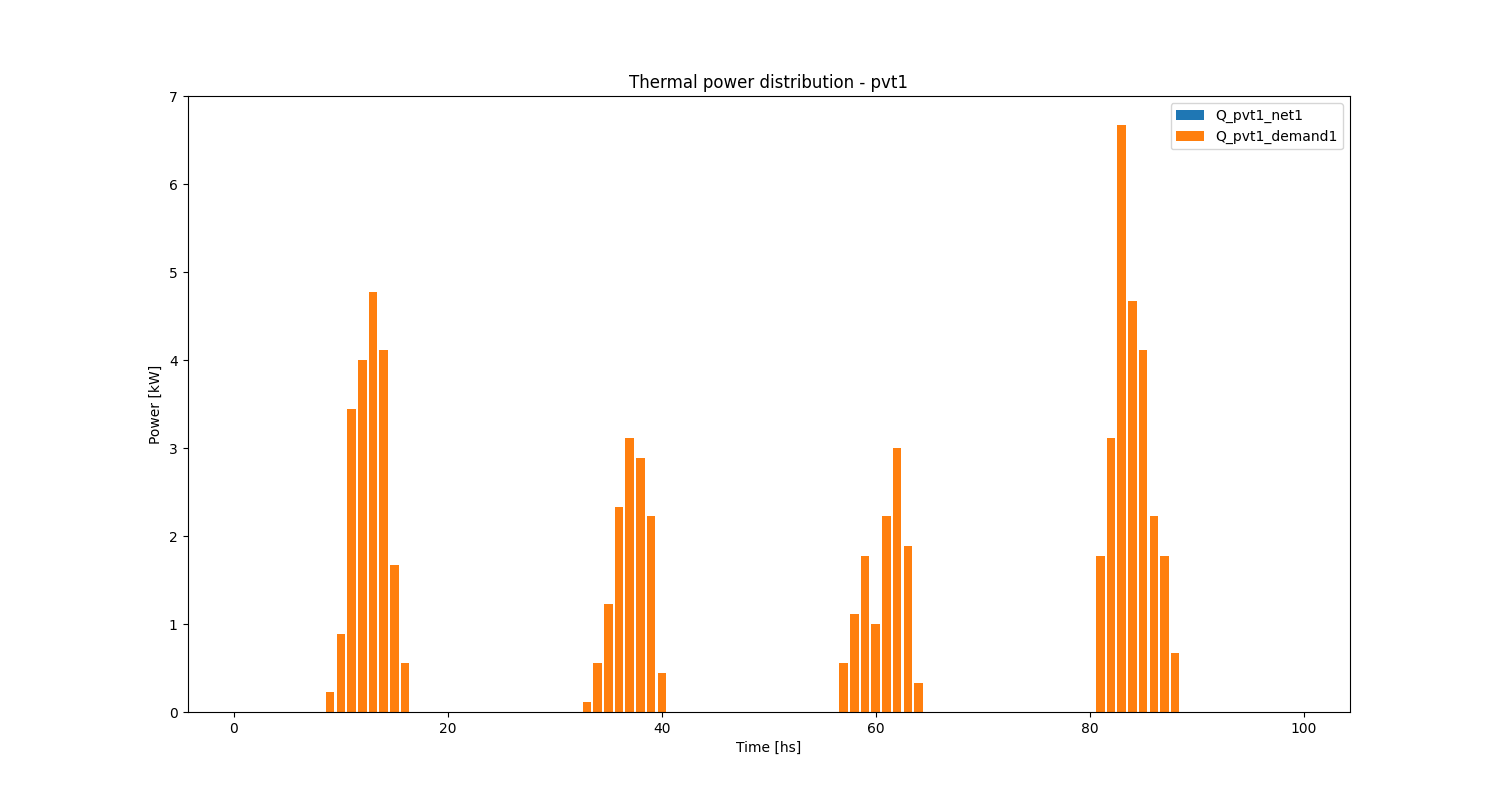 Thermal power distribution - pvt1
Q_pvt1_net1
Q_pvt1_demand1
7
6
5
4
3
2
1
0
Power [kW]
0 20 40 60 80 100
Time [hs]